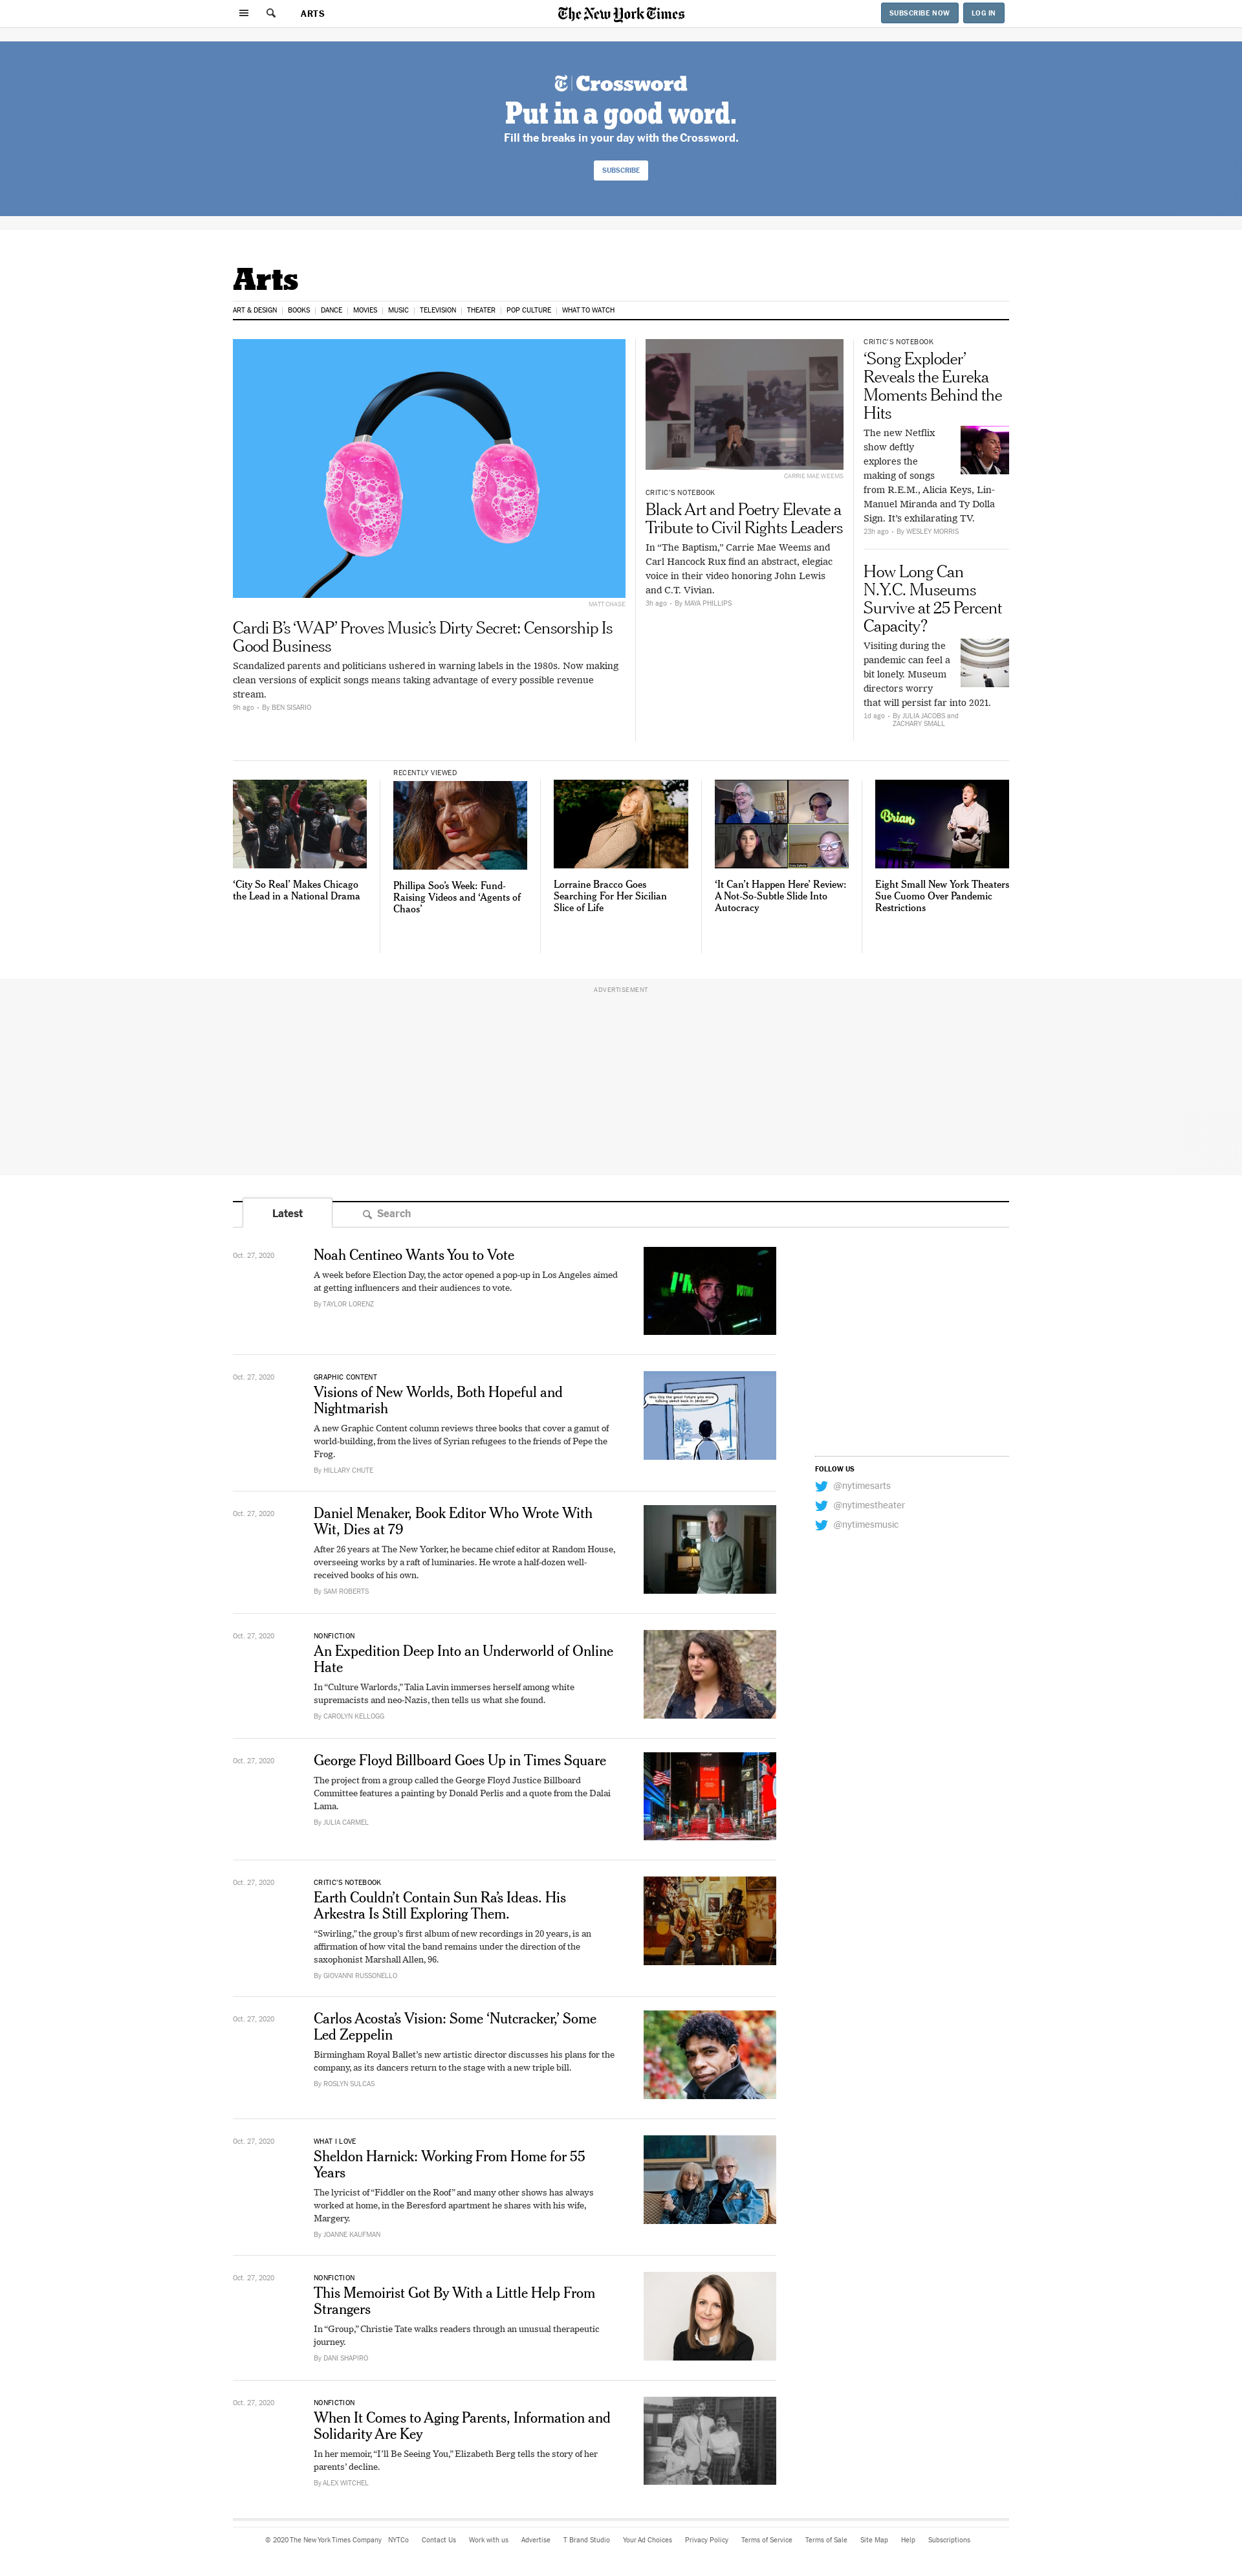 ARTS
The New York Times
SUBSCRIBE NOW
LOG IN
T Crossword
Put in a good word.
Fill the breaks in your day with the Crossword.
SUBSCRIBE
Arts
ART & DESIGN
BOOKS
DANCE
MOVIES
MUSIC
TELEVISION
THEATER
POP CULTURE
WHAT TO WATCH
MATT CHASE
Cardi B’s ‘WAP’ Proves Music’s Dirty Secret: Censorship Is
Good Business
Scandalized parents and politicians ushered in warning labels in the 1980s. Now making
clean versions of explicit songs means taking advantage of every possible revenue
stream.
9h ago • By BEN SISARIO
CARRIE MAE WEEMS
CRITIC’S NOTEBOOK
Black Art and Poetry Elevate a
Tribute to Civil Rights Leaders
In “The Baptism,” Carrie Mae Weems and
Carl Hancock Rux find an abstract, elegiac
voice in their video honoring John Lewis
and C.T. Vivian.
3h ago • By MAYA PHILLIPS
CRITIC’S NOTEBOOK
‘Song Exploder’
Reveals the Eureka
Moments Behind the
Hits
The new Netflix
show deftly
explores the
making of songs
from R.E.M., Alicia Keys, Lin-
Manuel Miranda and Ty Dolla
Sign. It’s exhilarating TV.
23h ago • By WESLEY MORRIS
How Long Can
N.Y.C. Museums
Survive at 25 Percent
Capacity?
Visiting during the
pandemic can feel a
bit lonely. Museum
directors worry
that will persist far into 2021.
1d ago • By JULIA JACOBS and
ZACHARY SMALL
‘City So Real’ Makes Chicago
the Lead in a National Drama
RECENTLY VIEWED
Phillipa Soo’s Week: Fund-
Raising Videos and ‘Agents of
Chaos’
Lorraine Bracco Goes
Searching For Her Sicilian
Slice of Life
‘It Can’t Happen Here’ Review:
A Not-So-Subtle Slide Into
Autocracy
Brian
Eight Small New York Theaters
Sue Cuomo Over Pandemic
Restrictions
ADVERTISEMENT
Latest
Search
Oct. 27, 2020
Noah Centineo Wants You to Vote
A week before Election Day, the actor opened a pop-up in Los Angeles aimed
at getting influencers and their audiences to vote.
By TAYLOR LORENZ
I'M VOTING
Oct. 27, 2020
GRAPHIC CONTENT
Visions of New Worlds, Both Hopeful and
Nightmarish
A new Graphic Content column reviews three books that cover a gamut of
world-building, from the lives of Syrian refugees to the friends of Pepe the
Frog.
By HILLARY CHUTE
FOLLOW US
@nytimesarts
@nytimestheater
@nytimesmusic
Oct. 27, 2020
Daniel Menaker, Book Editor Who Wrote With
Wit, Dies at 79
After 26 years at The New Yorker, he became chief editor at Random House,
overseeing works by a raft of luminaries. He wrote a half-dozen well-
received books of his own.
By SAM ROBERTS
Oct. 27, 2020
NONFICTION
An Expedition Deep Into an Underworld of Online
Hate
In “Culture Warlords,” Talia Lavin immerses herself among white
supremacists and neo-Nazis, then tells us what she found.
By CAROLYN KELLOGG
Oct. 27, 2020
George Floyd Billboard Goes Up in Times Square
The project from a group called the George Floyd Justice Billboard
Committee features a painting by Donald Perlis and a quote from the Dalai
Lama.
By JULIA CARMEL
Oct. 27, 2020
CRITIC’S NOTEBOOK
Earth Couldn’t Contain Sun Ra’s Ideas. His
Arkestra Is Still Exploring Them.
“Swirling,” the group’s first album of new recordings in 20 years, is an
affirmation of how vital the band remains under the direction of the
saxophonist Marshall Allen, 96.
By GIOVANNI RUSSONELLO
Oct. 27, 2020
Carlos Acosta’s Vision: Some ‘Nutcracker,’ Some
Led Zeppelin
Birmingham Royal Ballet’s new artistic director discusses his plans for the
company, as its dancers return to the stage with a new triple bill.
By ROSLYN SULCAS
Oct. 27, 2020
WHAT I LOVE
Sheldon Harnick: Working From Home for 55
Years
The lyricist of “Fiddler on the Roof” and many other shows has always
worked at home, in the Beresford apartment he shares with his wife,
Margery.
By JOANNE KAUFMAN
Oct. 27, 2020
NONFICTION
This Memoirist Got By With a Little Help From
Strangers
In “Group,” Christie Tate walks readers through an unusual therapeutic
journey.
By DANI SHAPIRO
Oct. 27, 2020
NONFICTION
When It Comes to Aging Parents, Information and
Solidarity Are Key
In her memoir, “I’ll Be Seeing You,” Elizabeth Berg tells the story of her
parents’ decline.
By ALEX WITCHEL
© 2020 The New York Times Company NYTCo Contact Us Work with us Advertise T Brand Studio Your Ad Choices Privacy Policy Terms of Service Terms of Sale Site Map Help Subscriptions